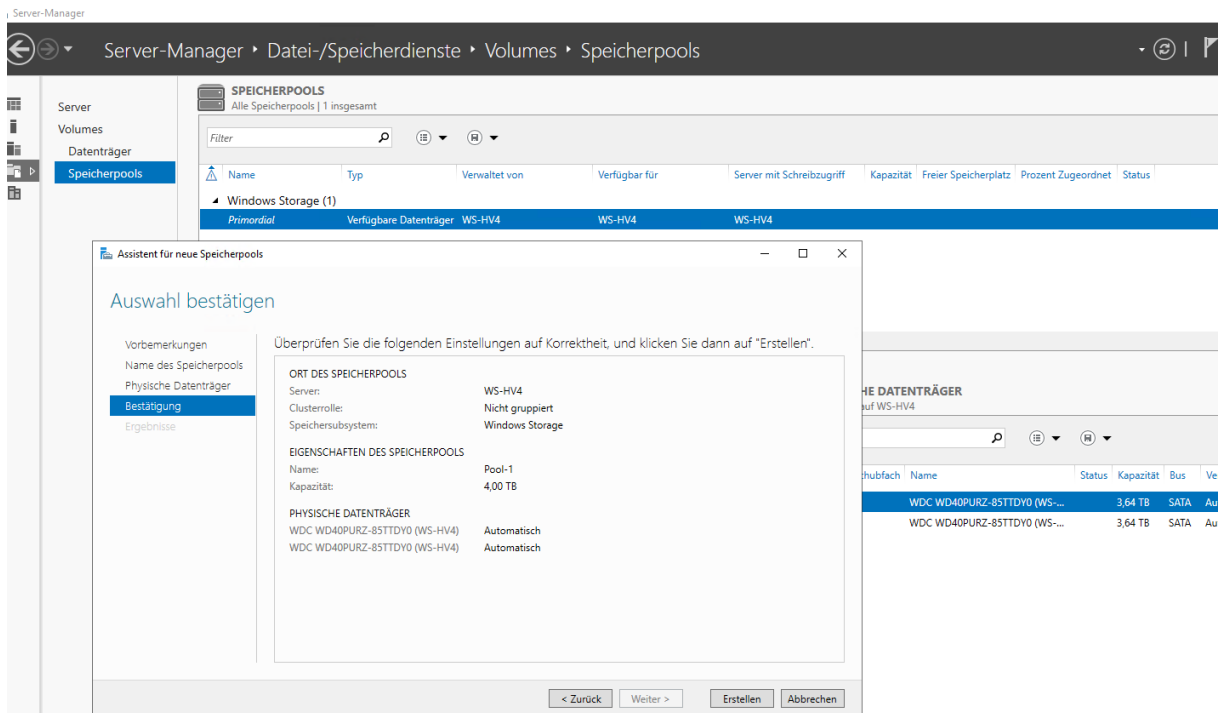 Server-Manager
Server-Manager ‣ Datei-/Speicherdienste ‣ Volumes ‣ Speicherpools
Server
Volumes
Datenträger
Speicherpools
SPEICHERPOOLS
Alle Speicherpools | 1 insgesamt
Filter
Name Typ Verwaltet von Verfügbar für Server mit Schreibzugriff Kapazität Freier Speicherplatz Prozent Zugeordnet Status
Windows Storage (1)
Primordial Verfügbare Datenträger WS-HV4 WS-HV4 WS-HV4
Assistent für neue Speicherpools
Auswahl bestätigen
Vorbemerkungen
Name des Speicherpools
Physische Datenträger
Bestätigung
Ergebnisse
Überprüfen Sie die folgenden Einstellungen auf Korrektheit, und klicken Sie dann auf "Erstellen".
ORT DES SPEICHERPOOLS
Server: WS-HV4
Clusterrolle: Nicht gruppiert
Speichersubsystem: Windows Storage
EIGENSCHAFTEN DES SPEICHERPOOLS
Name: Pool-1
Kapazität: 4,00 TB
PHYSISCHE DATENTRÄGER
WDC WD40PURZ-85TTDY0 (WS-HV4) Automatisch
WDC WD40PURZ-85TTDY0 (WS-HV4) Automatisch
< Zurück Weiter > Erstellen Abbrechen
HE DATENTRÄGER
auf WS-HV4
hubfach Name Status Kapazität Bus Ve
WDC WD40PURZ-85TTDY0 (WS-... 3,64 TB SATA Au
WDC WD40PURZ-85TTDY0 (WS-... 3,64 TB SATA Au